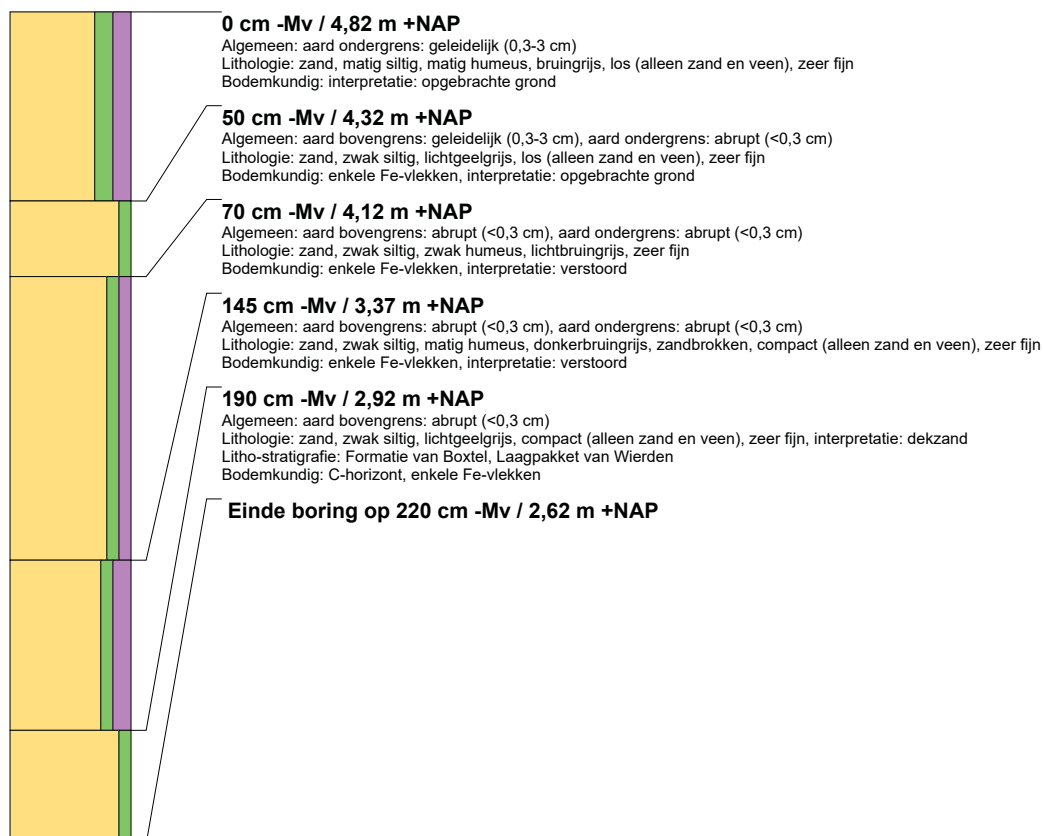 0 cm -Mv / 4,82 m +NAP
Algemeen: aard ondergrens: geleidelijk (0,3-3 cm)
Lithologie: zand, matig siltig, matig humeus, bruingrijs, los (alleen zand en veen), zeer fijn
Bodemkundig: interpretatie: opgebrachte grond
50 cm -Mv / 4,32 m +NAP
Algemeen: aard bovengrens: geleidelijk (0,3-3 cm), aard ondergrens: abrupt (<0,3 cm)
Lithologie: zand, zwak siltig, lichtgeelgrijs, los (alleen zand en veen), zeer fijn
Bodemkundig: enkele Fe-vlekken, interpretatie: opgebrachte grond
70 cm -Mv / 4,12 m +NAP
Algemeen: aard bovengrens: abrupt (<0,3 cm), aard ondergrens: abrupt (<0,3 cm)
Lithologie: zand, zwak siltig, zwak humeus, lichtbruingrijs, zeer fijn
Bodemkundig: enkele Fe-vlekken, interpretatie: verstoord
145 cm -Mv / 3,37 m +NAP
Algemeen: aard bovengrens: abrupt (<0,3 cm), aard ondergrens: abrupt (<0,3 cm)
Lithologie: zand, zwak siltig, matig humeus, donkerbruingrijs, zandbrokken, compact (alleen zand en veen), zeer fijn
Bodemkundig: enkele Fe-vlekken, interpretatie: verstoord
190 cm -Mv / 2,92 m +NAP
Algemeen: aard bovengrens: abrupt (<0,3 cm)
Lithologie: zand, zwak siltig, lichtgeelgrijs, compact (alleen zand en veen), zeer fijn, interpretatie: dekzand
Litho-stratigrafie: Formatie van Boxtel, Laagpakket van Wierden
Bodemkundig: C-horizont, enkele Fe-vlekken
Einde boring op 220 cm -Mv / 2,62 m +NAP